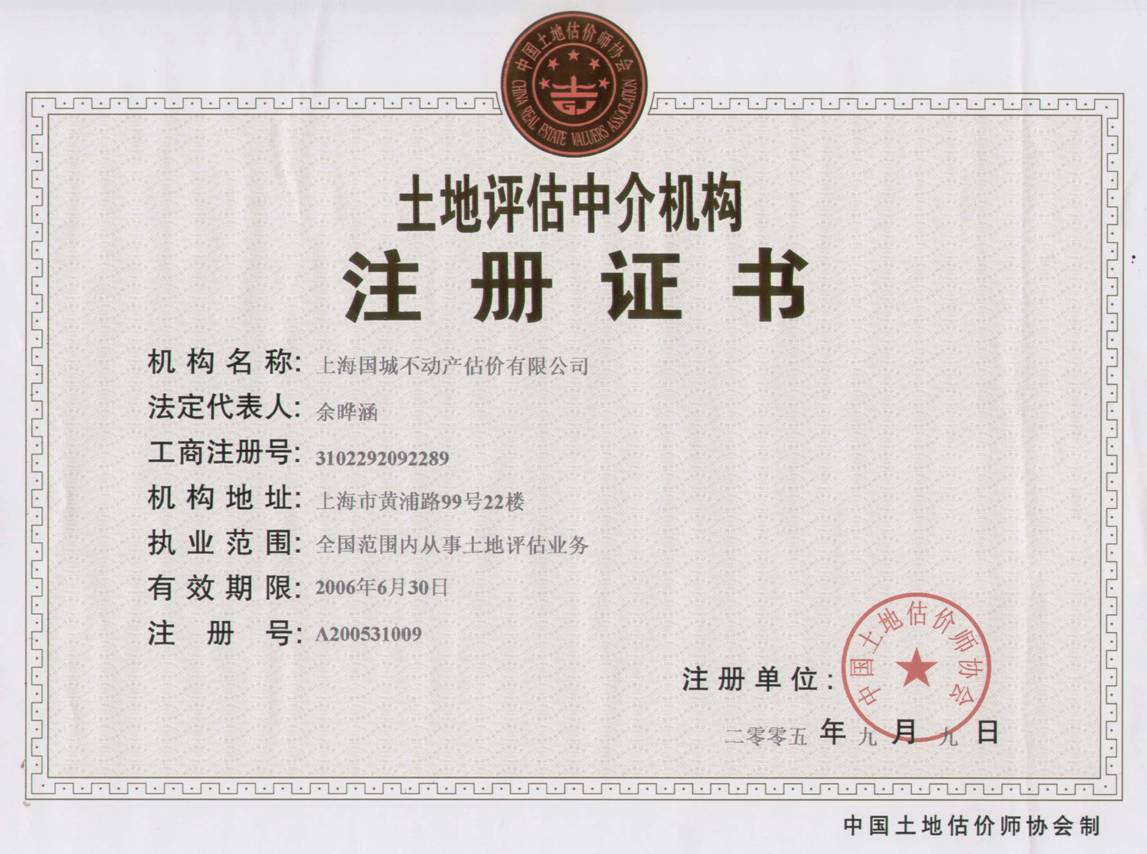 中国土地估价师协会
CHINA REAL ESTATE VALUERS ASSOCIATION
土地评估中介机构
注册证书
机构名称: 上海国城不动产估价有限公司
法定代表人: 余晔涵
工商注册号: 3102292092289
机构地址: 上海市黄浦路99号22楼
执业范围: 全国范围内从事土地评估业务
有效期限: 2006年6月30日
注册号: A200531009
注册单位:
中国土地估价师协会
二零零五年九月九日
中国土地估价师协会制